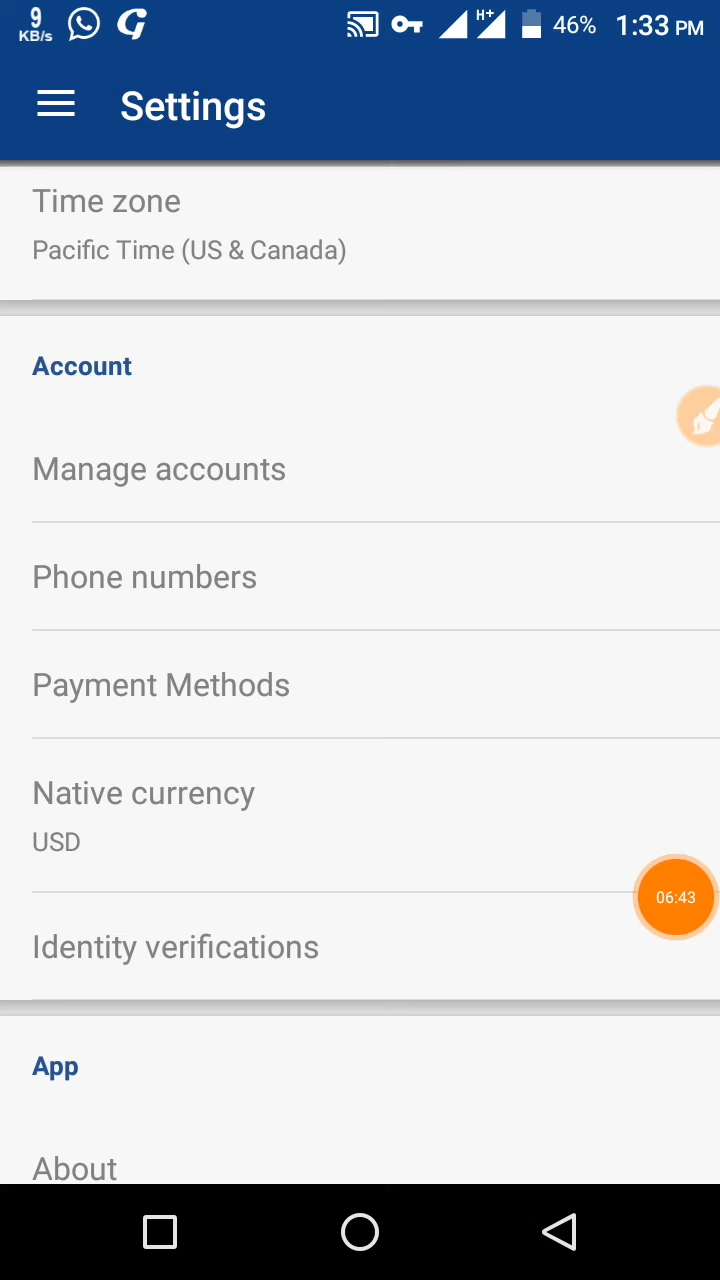 9
KB/s
H+
46%
1:33 PM
Settings
Time zone
Pacific Time (US & Canada)
Account
Manage accounts
Phone numbers
Payment Methods
Native currency
USD
06:43
Identity verifications
App
About